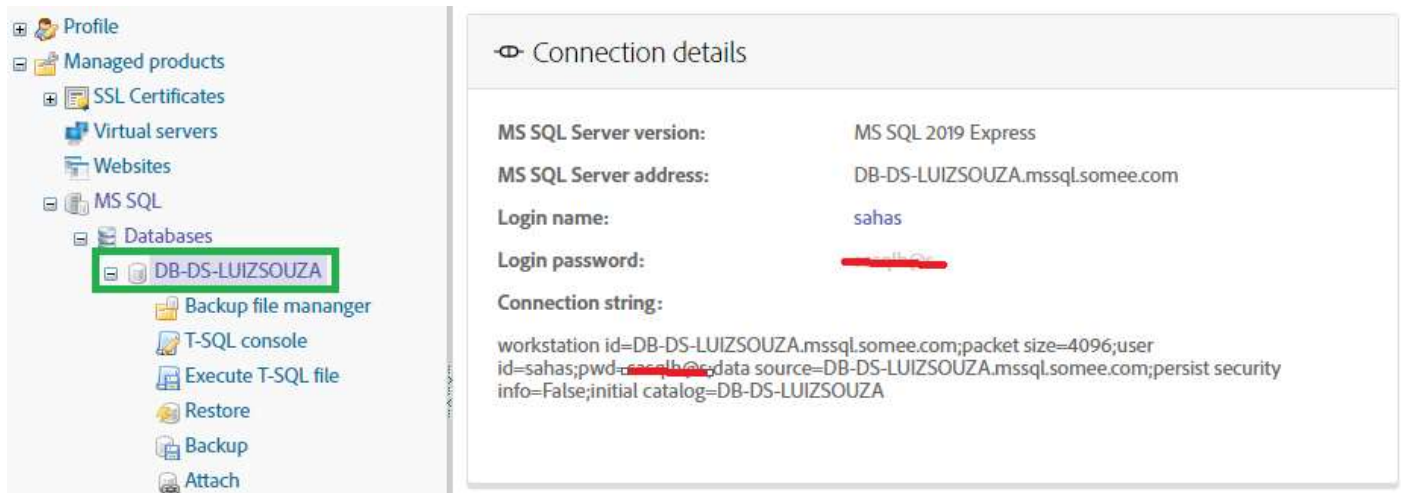 Profile
Managed products
SSL Certificates
Virtual servers
Websites
MS SQL
Databases
DB-DS-LUIZSOUZA
Backup file mananger
T-SQL console
Execute T-SQL file
Restore
Backup
Attach
Connection details
MS SQL Server version: MS SQL 2019 Express
MS SQL Server address: DB-DS-LUIZSOUZA.mssql.somee.com
Login name: sahas
Login password:
Connection string:
workstation id=DB-DS-LUIZSOUZA.mssql.somee.com;packet size=4096;user
id=sahas;pwd= data source=DB-DS-LUIZSOUZA.mssql.somee.com;persist security
info=False;initial catalog=DB-DS-LUIZSOUZA